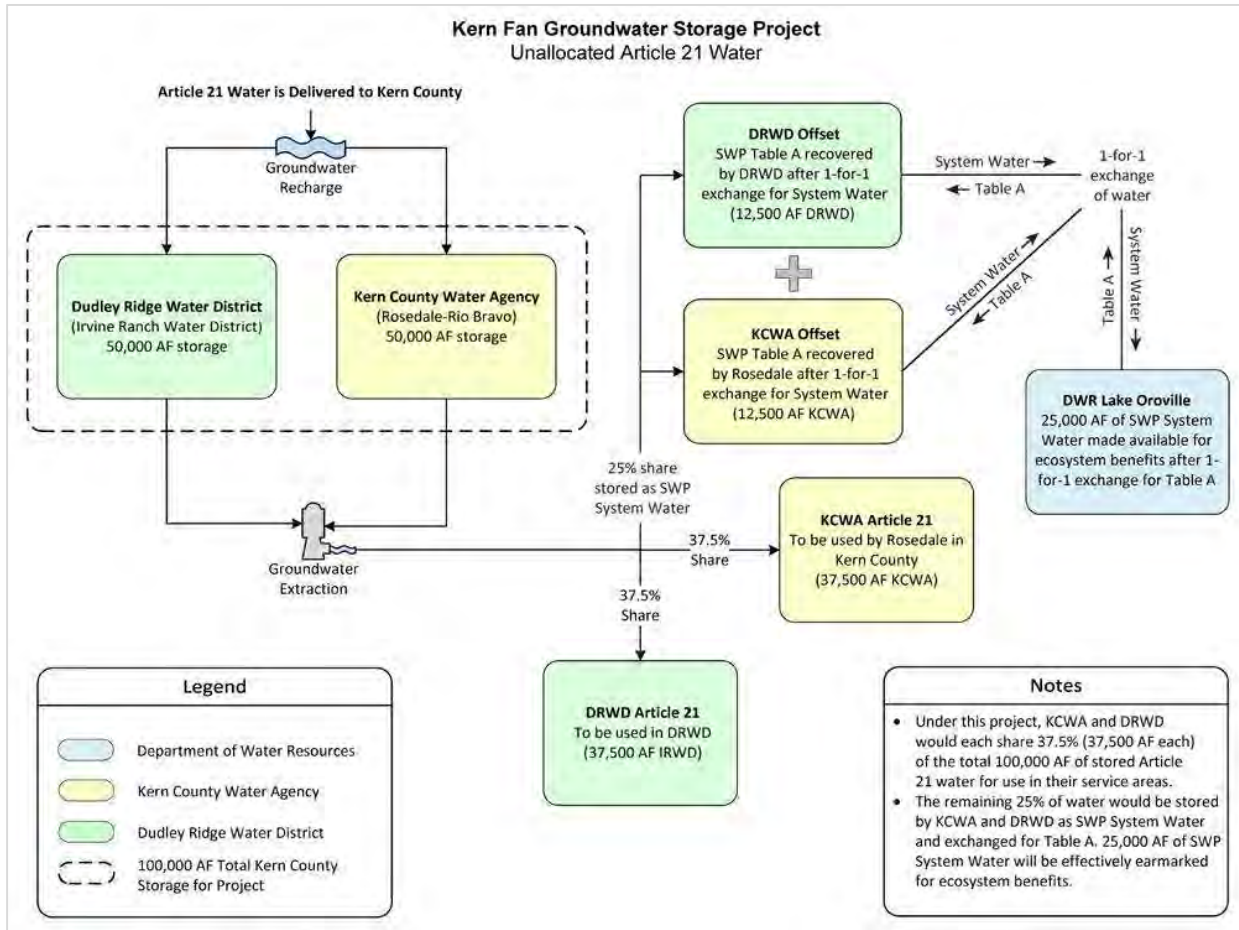 Kern Fan Groundwater Storage Project
Unallocated Article 21 Water
Article 21 Water is Delivered to Kern County
Groundwater
Recharge
Dudley Ridge Water District
(Irvine Ranch Water District)
50,000 AF storage
Kern County Water Agency
(Rosedale-Rio Bravo)
50,000 AF storage
Groundwater
Extraction
25% share
stored as SWP
System Water
37.5%
Share
37.5%
Share
DRWD Offset
SWP Table A recovered
by DRWD after 1-for-1
exchange for System Water
(12,500 AF DRWD)
KCWA Offset
SWP Table A recovered
by Rosedale after 1-for-1
exchange for System Water
(12,500 AF KCWA)
System Water
Table A
System Water
Table A
1-for-1
exchange
of water
Table A
System Water
DWR Lake Oroville
25,000 AF of SWP System
Water made available for
ecosystem benefits after 1-
for-1 exchange for Table A
KCWA Article 21
To be used by Rosedale in
Kern County
(37,500 AF KCWA)
DRWD Article 21
To be used in DRWD
(37,500 AF IRWD)
Legend
Department of Water Resources
Kern County Water Agency
Dudley Ridge Water District
100,000 AF Total Kern County
Storage for Project
Notes
• Under this project, KCWA and DRWD
would each share 37.5% (37,500 AF each)
of the total 100,000 AF of stored Article
21 water for use in their service areas.
• The remaining 25% of water would be stored
by KCWA and DRWD as SWP System Water
and exchanged for Table A. 25,000 AF of SWP
System Water will be effectively earmarked
for ecosystem benefits.